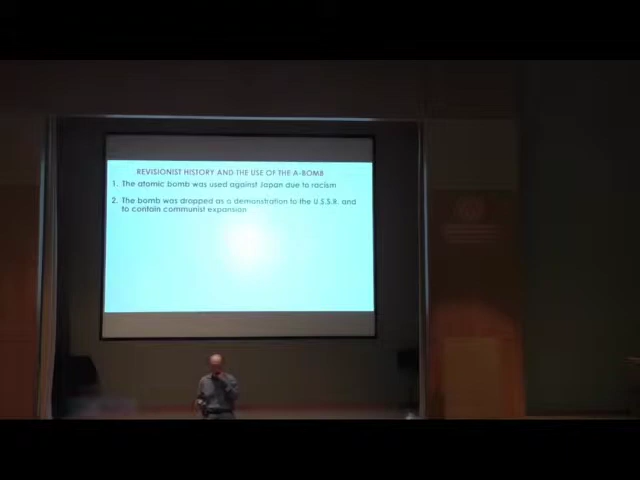 REVISIONIST HISTORY AND THE USE OF THE A-BOMB
1. The atomic bomb was used against Japan due to racism
2. The bomb was dropped as a demonstration to the U.S.S.R. and
to contain communist expansion